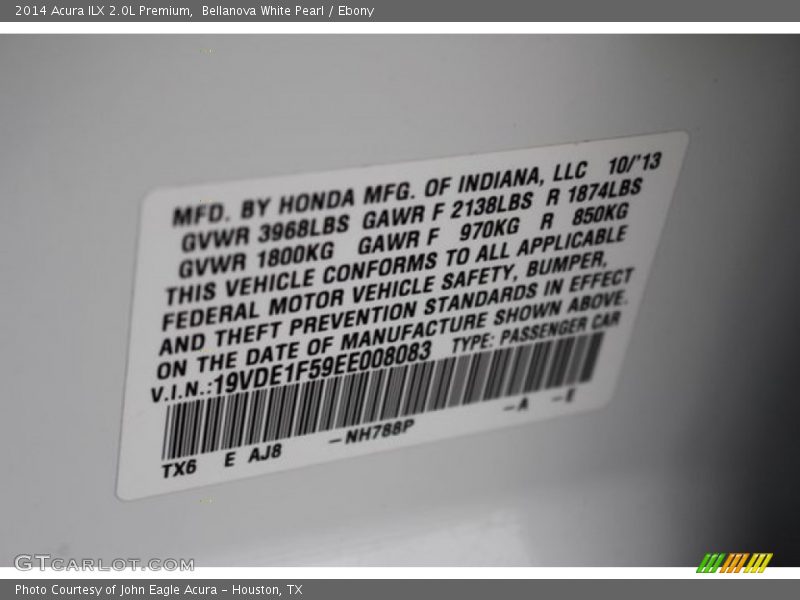 2014 Acura ILX 2.0L Premium,  Bellanova White Pearl / Ebony
MFD. BY HONDA MFG. OF INDIANA, LLC 10/'13
GVWR 3968LBS GAWR F 2138LBS R 1874LBS
GVWR 1800KG GAWR F 970KG R 850KG
THIS VEHICLE CONFORMS TO ALL APPLICABLE
FEDERAL MOTOR VEHICLE SAFETY, BUMPER,
AND THEFT PREVENTION STANDARDS IN EFFECT
ON THE DATE OF MANUFACTURE SHOWN ABOVE.
V.I.N.:19VDE1F59EE008083 TYPE: PASSENGER CAR
TX6 E AJ8 –NH788P –A –E
GTCARLOT.COM
Photo Courtesy of John Eagle Acura – Houston, TX